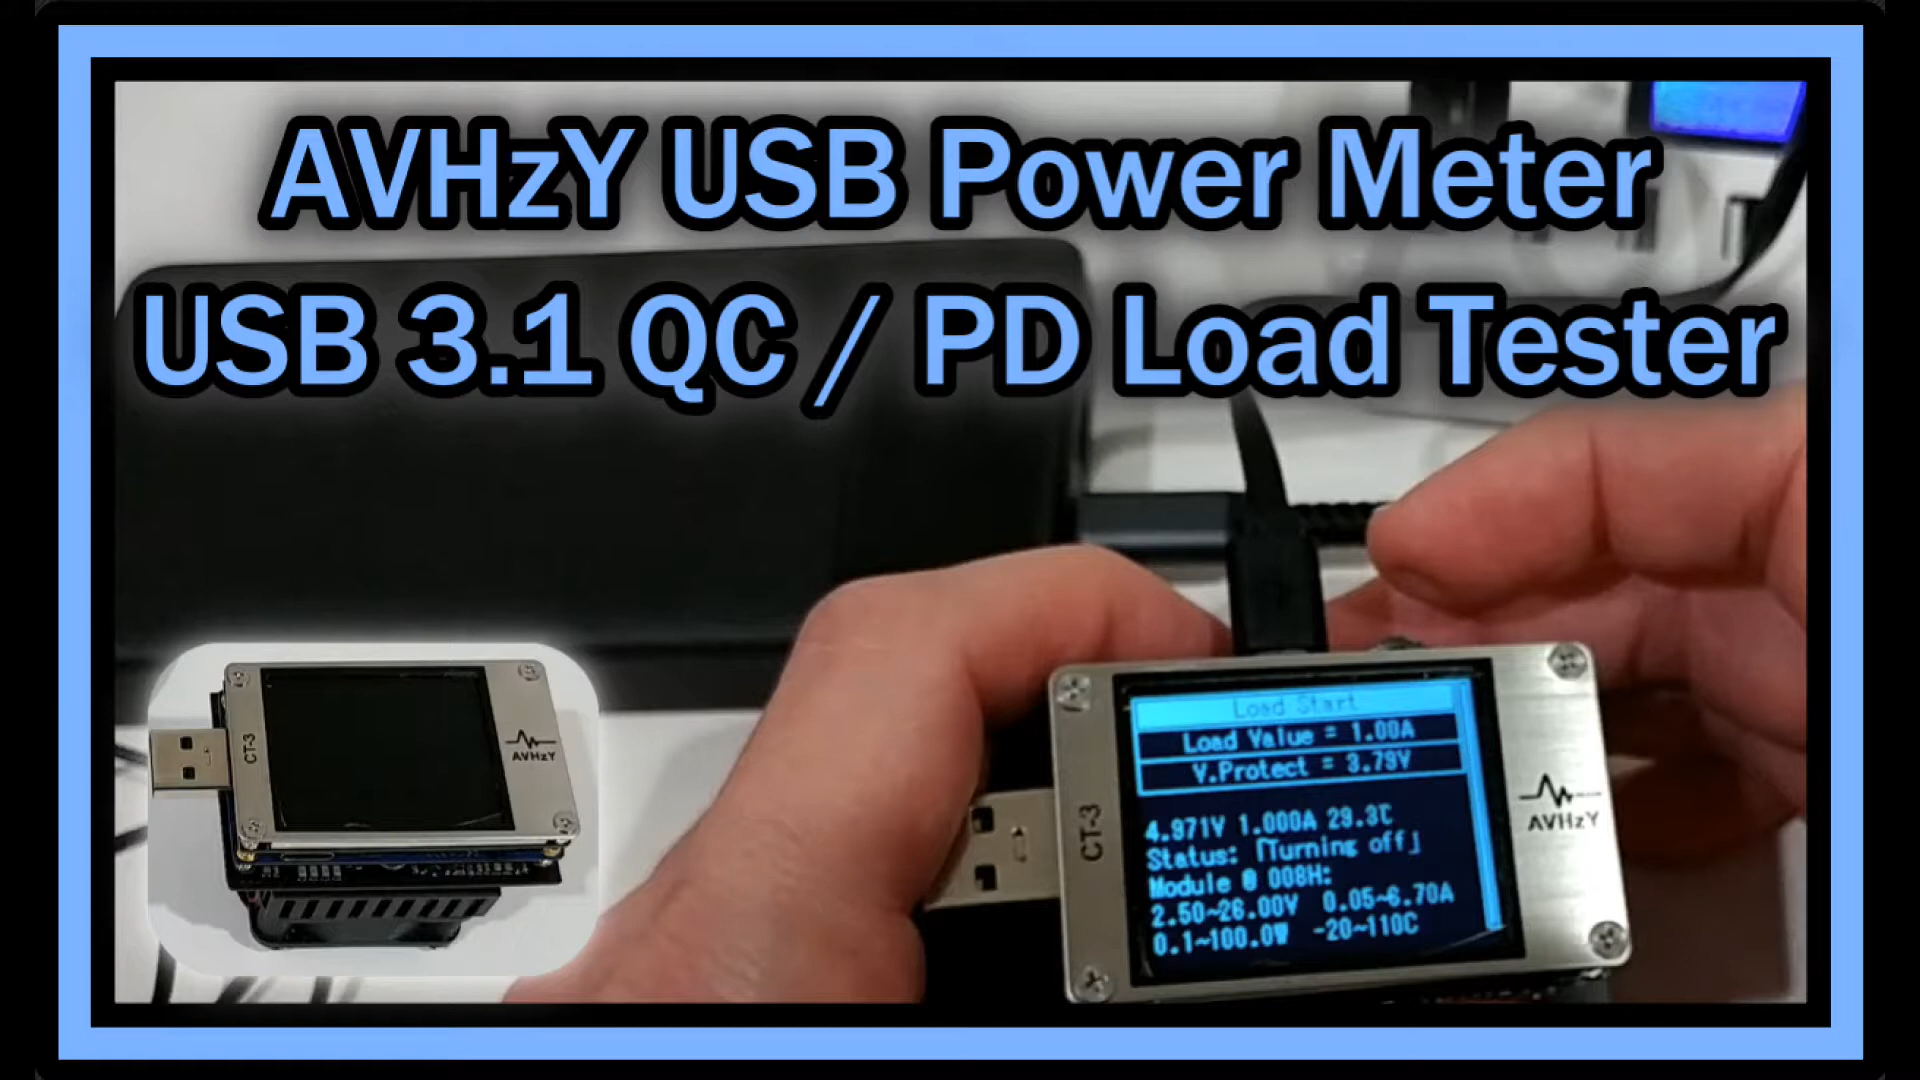 AVHzY USB Power Meter
USB 3.1 QC / PD Load Tester
CT-3
AVHzY
CT-3
Load Start
Load Value = 1.00A
V.Protect = 3.79V
4.971V 1.000A 29.3C
Status: 「Turning off」
Module @ 008H:
2.50~26.00V 0.05~6.70A
0.1~100.0W -20~110C
AVHzY